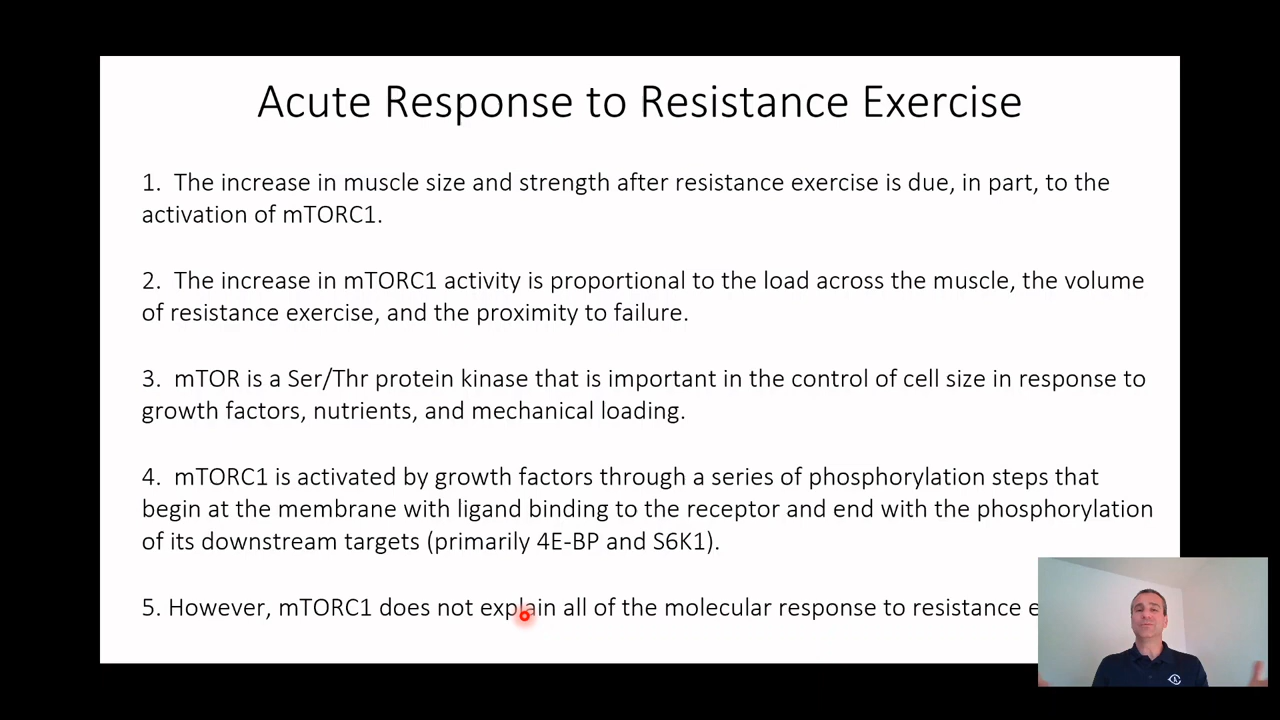 Acute Response to Resistance Exercise
1. The increase in muscle size and strength after resistance exercise is due, in part, to the
activation of mTORC1.
2. The increase in mTORC1 activity is proportional to the load across the muscle, the volume
of resistance exercise, and the proximity to failure.
3. mTOR is a Ser/Thr protein kinase that is important in the control of cell size in response to
growth factors, nutrients, and mechanical loading.
4. mTORC1 is activated by growth factors through a series of phosphorylation steps that
begin at the membrane with ligand binding to the receptor and end with the phosphorylation
of its downstream targets (primarily 4E-BP and S6K1).
5. However, mTORC1 does not explain all of the molecular response to resistance